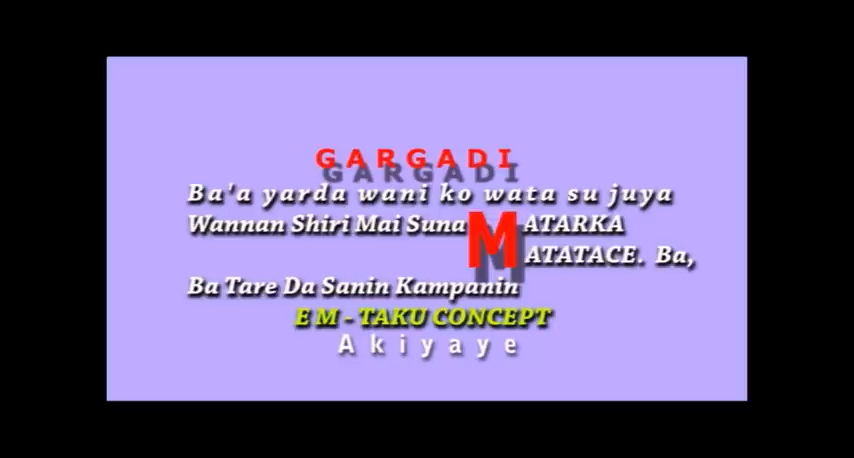 GARGADI
Ba'a yarda wani ko wata su juya
Wannan Shiri Mai Suna MATARKA
MATATACE. Ba,
Ba Tare Da Sanin Kampanin
E M - TAKU CONCEPT
Akiyaye